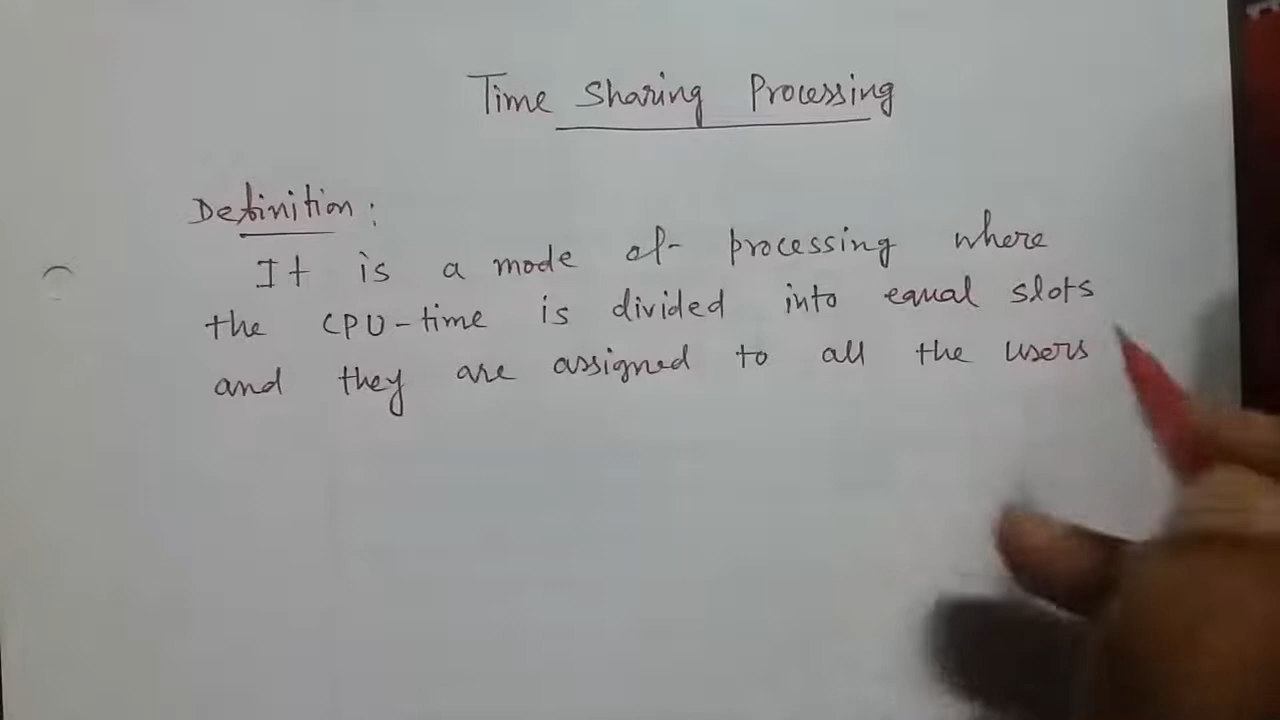 Time Sharing Processing
Definition:
It is a mode of processing where
the CPU-time is divided into equal slots
and they are assigned to all the users